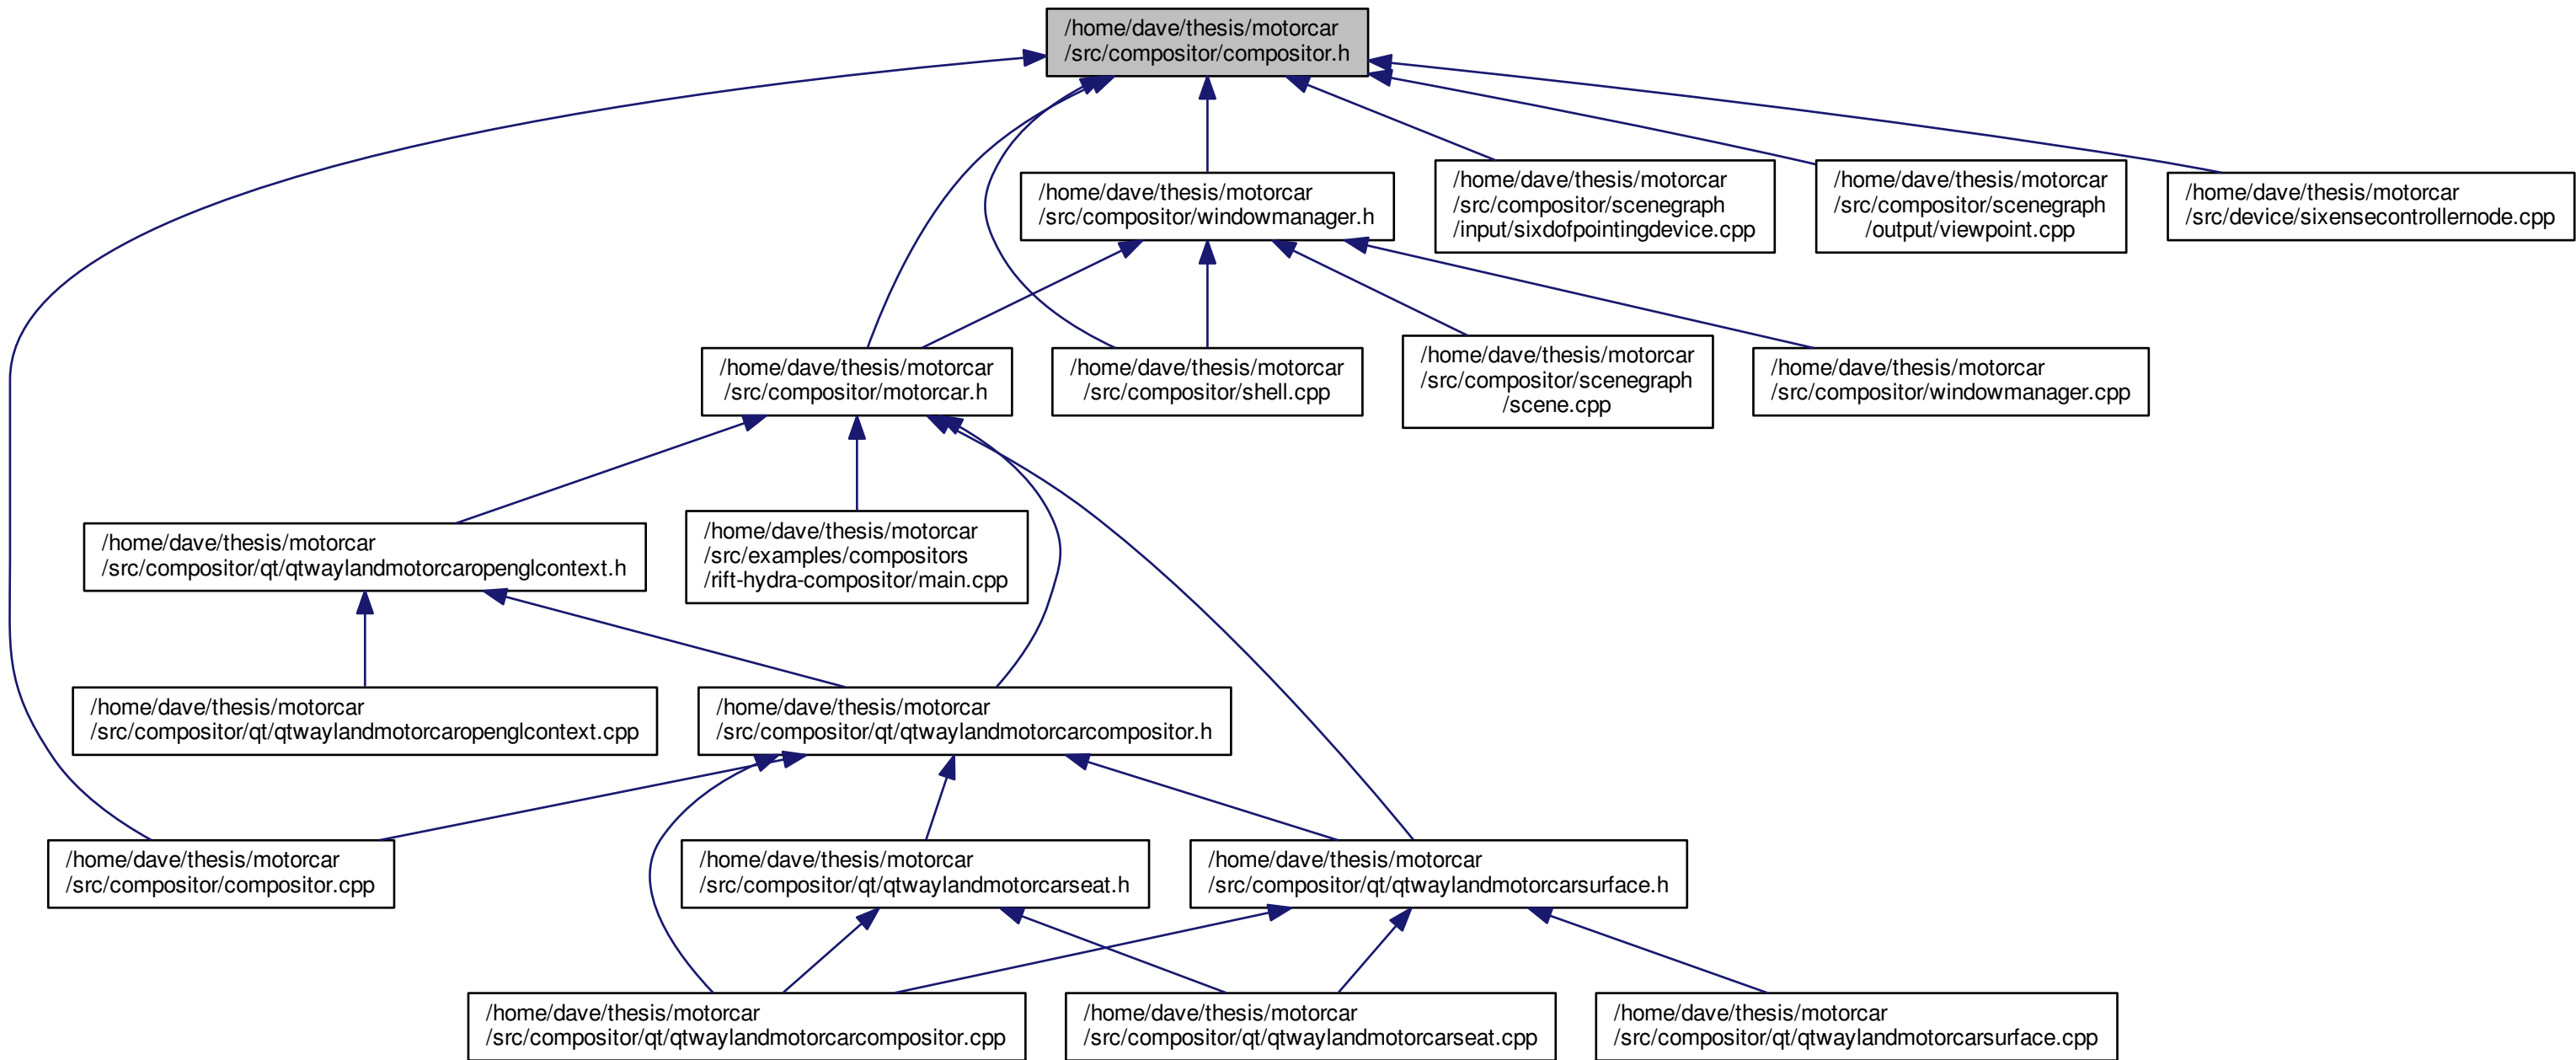 /home/dave/thesis/motorcar
/src/compositor/compositor.h
/home/dave/thesis/motorcar
/src/compositor/windowmanager.h
/home/dave/thesis/motorcar
/src/compositor/scenegraph
/input/sixdofpointingdevice.cpp
/home/dave/thesis/motorcar
/src/compositor/scenegraph
/output/viewpoint.cpp
/home/dave/thesis/motorcar
/src/device/sixensecontrollernode.cpp
/home/dave/thesis/motorcar
/src/compositor/motorcar.h
/home/dave/thesis/motorcar
/src/compositor/shell.cpp
/home/dave/thesis/motorcar
/src/compositor/scenegraph
/scene.cpp
/home/dave/thesis/motorcar
/src/compositor/windowmanager.cpp
/home/dave/thesis/motorcar
/src/compositor/qt/qtwaylandmotorcaropenglcontext.h
/home/dave/thesis/motorcar
/src/examples/compositors
/rift-hydra-compositor/main.cpp
/home/dave/thesis/motorcar
/src/compositor/qt/qtwaylandmotorcaropenglcontext.cpp
/home/dave/thesis/motorcar
/src/compositor/qt/qtwaylandmotorcarcompositor.h
/home/dave/thesis/motorcar
/src/compositor/compositor.cpp
/home/dave/thesis/motorcar
/src/compositor/qt/qtwaylandmotorcarseat.h
/home/dave/thesis/motorcar
/src/compositor/qt/qtwaylandmotorcarsurface.h
/home/dave/thesis/motorcar
/src/compositor/qt/qtwaylandmotorcarcompositor.cpp
/home/dave/thesis/motorcar
/src/compositor/qt/qtwaylandmotorcarseat.cpp
/home/dave/thesis/motorcar
/src/compositor/qt/qtwaylandmotorcarsurface.cpp